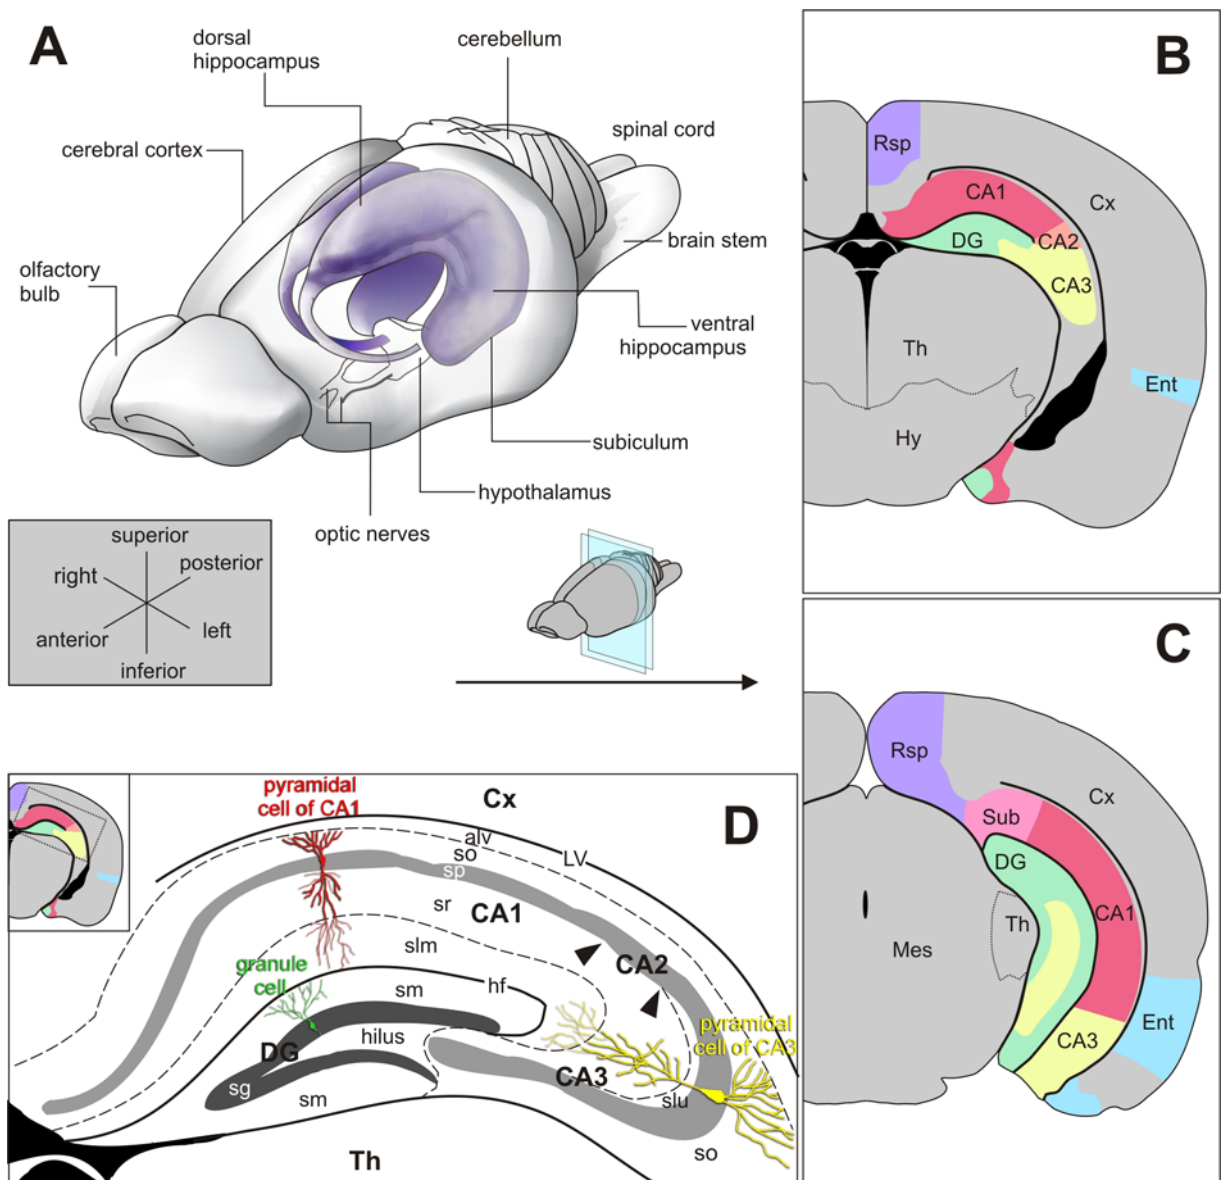 A
dorsal
hippocampus
cerebellum
spinal cord
cerebral cortex
brain stem
olfactory
bulb
ventral
hippocampus
subiculum
hypothalamus
optic nerves
superior
right
posterior
anterior
left
inferior
B
Rsp
CA1
Cx
DG
CA2
CA3
Th
Ent
Hy
C
Rsp
Cx
Sub
DG
CA1
Th
Mes
Ent
CA3
D
pyramidal
cell of CA1
Cx
alv
so
LV
sp
sr
CA1
slm
CA2
granule
cell
hf
sm
pyramidal
cell of CA3
hilus
DG
CA3
sg
slu
sm
so
Th